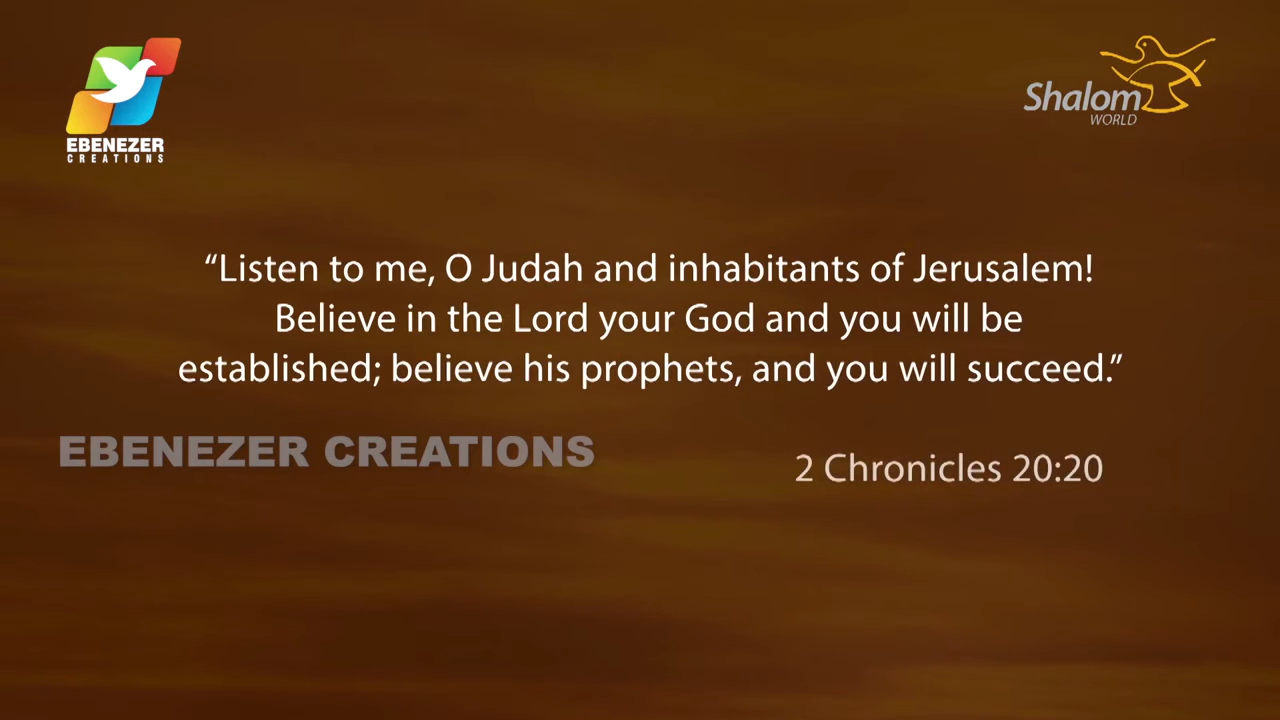 EBENEZER
CREATIONS
Shalom
WORLD
“Listen to me, O Judah and inhabitants of Jerusalem!
Believe in the Lord your God and you will be
established; believe his prophets, and you will succeed.”
EBENEZER CREATIONS
2 Chronicles 20:20